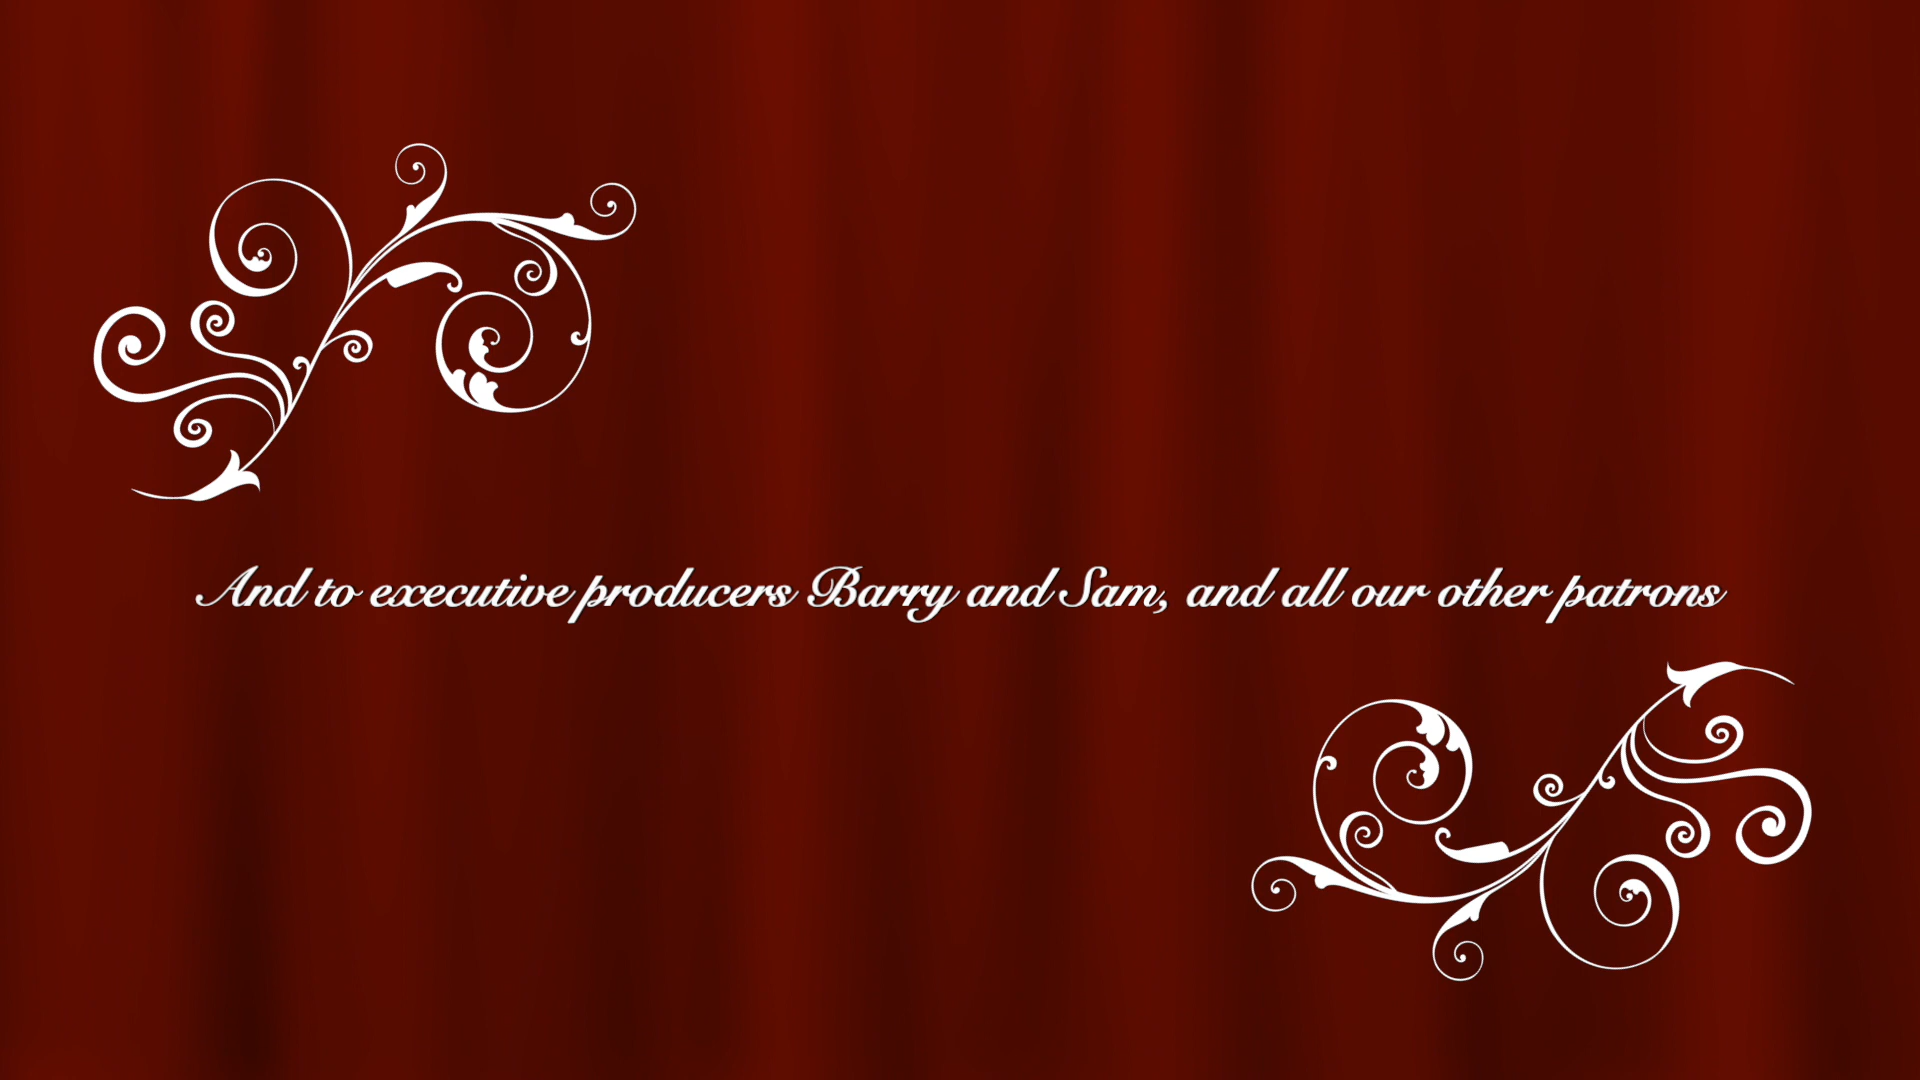 And to executive producers Barry and Sam, and all our other patrons